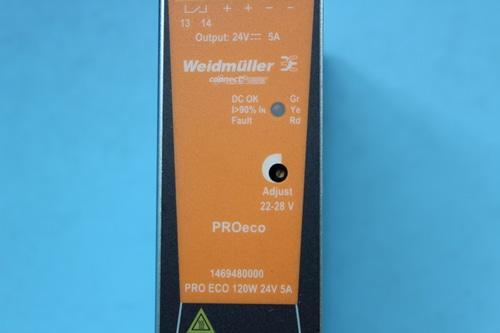 13 14 + + − −
Output: 24V⎓ 5A
Weidmüller
connectPower
DC OK Gr
I>90% IN Ye
Fault Rd
Adjust
22-28 V
PROeco
1469480000
PRO ECO 120W 24V 5A